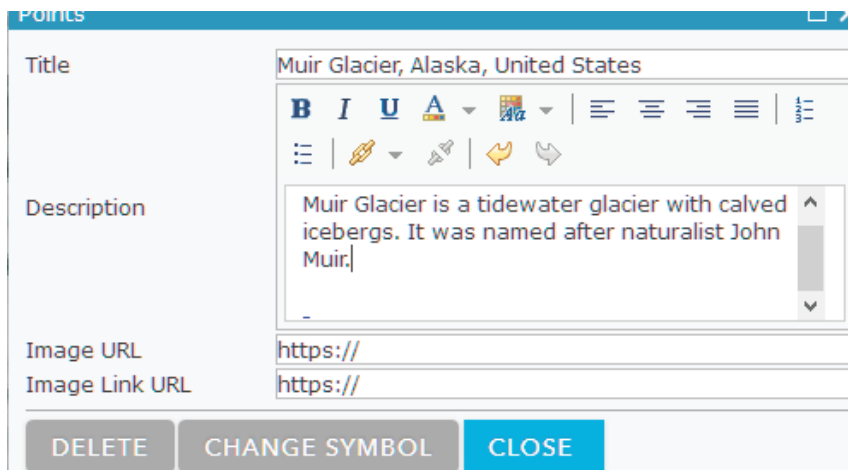 Points
Title
Muir Glacier, Alaska, United States
B I U A Aa
Description
Muir Glacier is a tidewater glacier with calved
icebergs. It was named after naturalist John
Muir.
Image URL
https://
Image Link URL
https://
DELETE CHANGE SYMBOL CLOSE